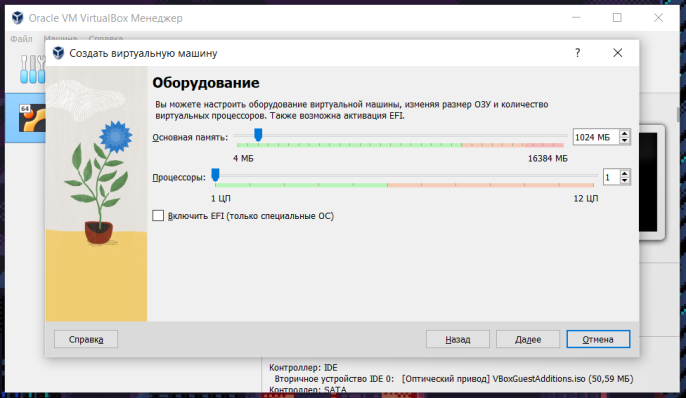 Oracle VM VirtualBox Менеджер
Файл Машина Справка
Создать виртуальную машину
?
64
Оборудование
Вы можете настроить оборудование виртуальной машины, изменяя размер ОЗУ и количество
виртуальных процессоров. Также возможна активация EFI.
Основная память:
1024 МБ
4 МБ
16384 МБ
Процессоры:
1
1 ЦП
12 ЦП
Включить EFI (только специальные ОС)
Справка
Назад
Далее
Отмена
Контроллер: IDE
Вторичное устройство IDE 0: [Оптический привод] VBoxGuestAdditions.iso (50,59 МБ)
Контроллер: SATA